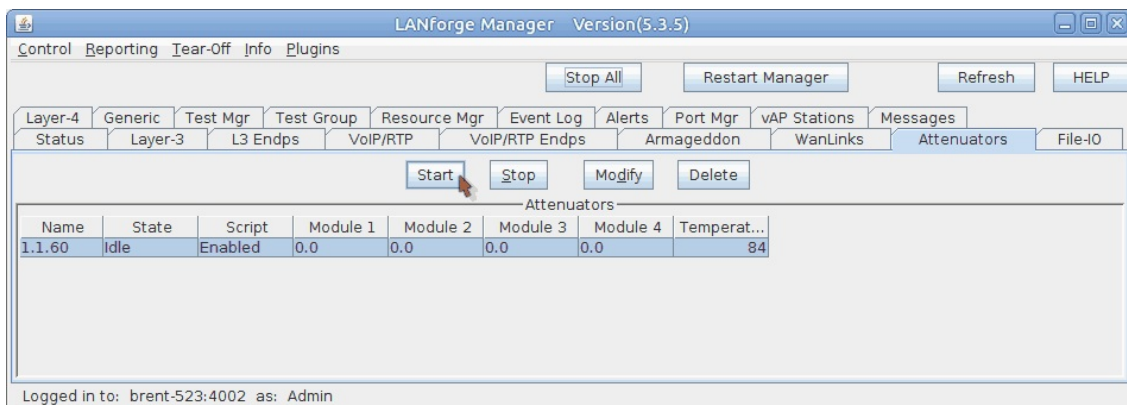 LANforge Manager Version(5.3.5)
Control Reporting Tear-Off Info Plugins
Stop All Restart Manager Refresh HELP
Layer-4 Generic Test Mgr Test Group Resource Mgr Event Log Alerts Port Mgr vAP Stations Messages
Status Layer-3 L3 Endps VoIP/RTP VoIP/RTP Endps Armageddon WanLinks Attenuators File-IO
Start Stop Modify Delete
Attenuators
Name State Script Module 1 Module 2 Module 3 Module 4 Temperat...
1.1.60 Idle Enabled 0.0 0.0 0.0 0.0 84
Logged in to: brent-523:4002 as: Admin